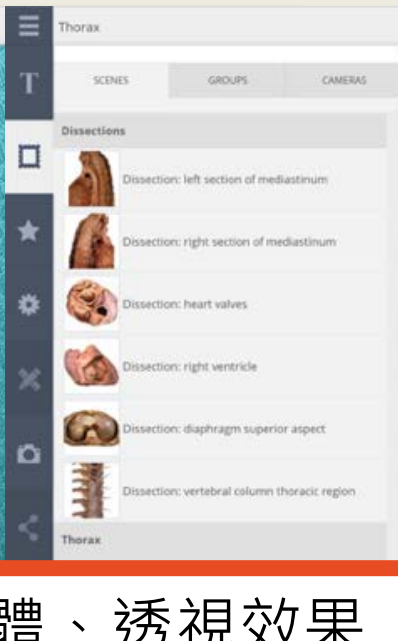 Thorax
T
SCENES GROUPS CAMERAS
Dissections
Dissection: left section of mediastinum
Dissection: right section of mediastinum
Dissection: heart valves
Dissection: right ventricle
Dissection: diaphragm superior aspect
Dissection: vertebral column thoracic region
Thorax
體、透視效果